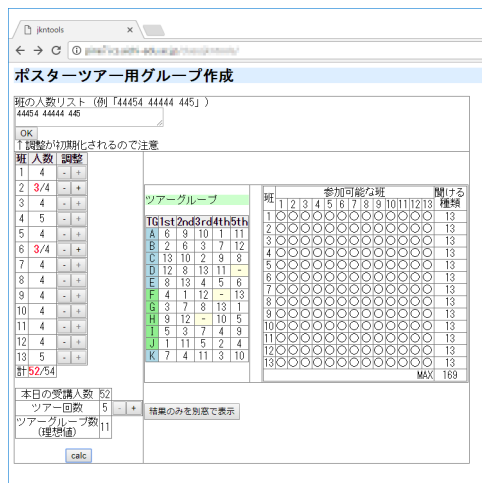 jkntools
ポスターツアー用グループ作成
班の人数リスト (例「44454 44444 445」)
44454 44444 445
OK
↑調整が初期化されるので注意
班 人数 調整
1 4 - +
2 3/4 - +
3 4 - +
4 5 - +
5 4 - +
6 3/4 - +
7 4 - +
8 4 - +
9 4 - +
10 4 - +
11 4 - +
12 4 - +
13 5 - +
計 52/54
ツアーグループ
TG 1st 2nd 3rd 4th 5th
A 6 9 10 1 11
B 2 6 3 7 12
C 13 10 2 9 8
D 12 8 13 11 -
E 8 13 4 5 6
F 4 1 12 - 13
G 3 7 8 13 1
H 9 12 - 10 5
I 5 3 7 4 9
J 1 11 5 2 4
K 7 4 11 3 10
班 参加可能な班 聞ける種類
1 2 3 4 5 6 7 8 9 10 11 12 13
1 ○ ○ ○ ○ ○ ○ ○ ○ ○ ○ ○ ○ ○ 13
2 ○ ○ ○ ○ ○ ○ ○ ○ ○ ○ ○ ○ ○ 13
3 ○ ○ ○ ○ ○ ○ ○ ○ ○ ○ ○ ○ ○ 13
4 ○ ○ ○ ○ ○ ○ ○ ○ ○ ○ ○ ○ ○ 13
5 ○ ○ ○ ○ ○ ○ ○ ○ ○ ○ ○ ○ ○ 13
6 ○ ○ ○ ○ ○ ○ ○ ○ ○ ○ ○ ○ ○ 13
7 ○ ○ ○ ○ ○ ○ ○ ○ ○ ○ ○ ○ ○ 13
8 ○ ○ ○ ○ ○ ○ ○ ○ ○ ○ ○ ○ ○ 13
9 ○ ○ ○ ○ ○ ○ ○ ○ ○ ○ ○ ○ ○ 13
10 ○ ○ ○ ○ ○ ○ ○ ○ ○ ○ ○ ○ ○ 13
11 ○ ○ ○ ○ ○ ○ ○ ○ ○ ○ ○ ○ ○ 13
12 ○ ○ ○ ○ ○ ○ ○ ○ ○ ○ ○ ○ ○ 13
13 ○ ○ ○ ○ ○ ○ ○ ○ ○ ○ ○ ○ ○ 13
MAX 169
本日の受講人数 52
ツアー回数 5 - +
ツアーグループ数 11
(理想値)
結果のみを別窓で表示
calc